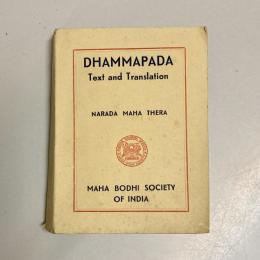 DHAMMAPADA
Text and Translation
NARADA MAHA THERA
MAHA BODHI SOCIETY
OF INDIA